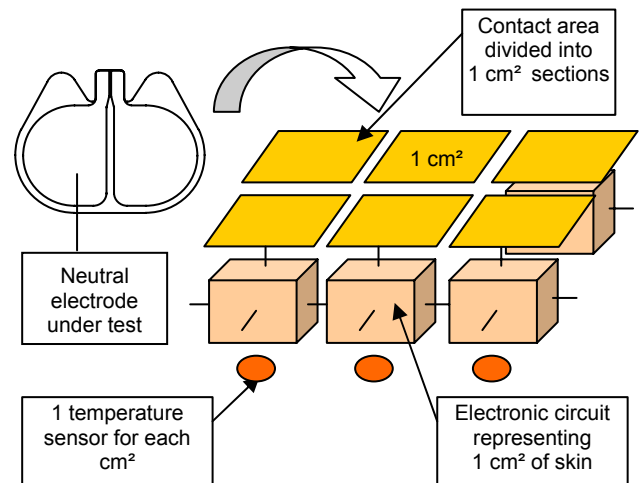 Contact area
divided into
1 cm² sections
1 cm²
Neutral
electrode
under test
1 temperature
sensor for each
cm²
Electronic circuit
representing
1 cm² of skin